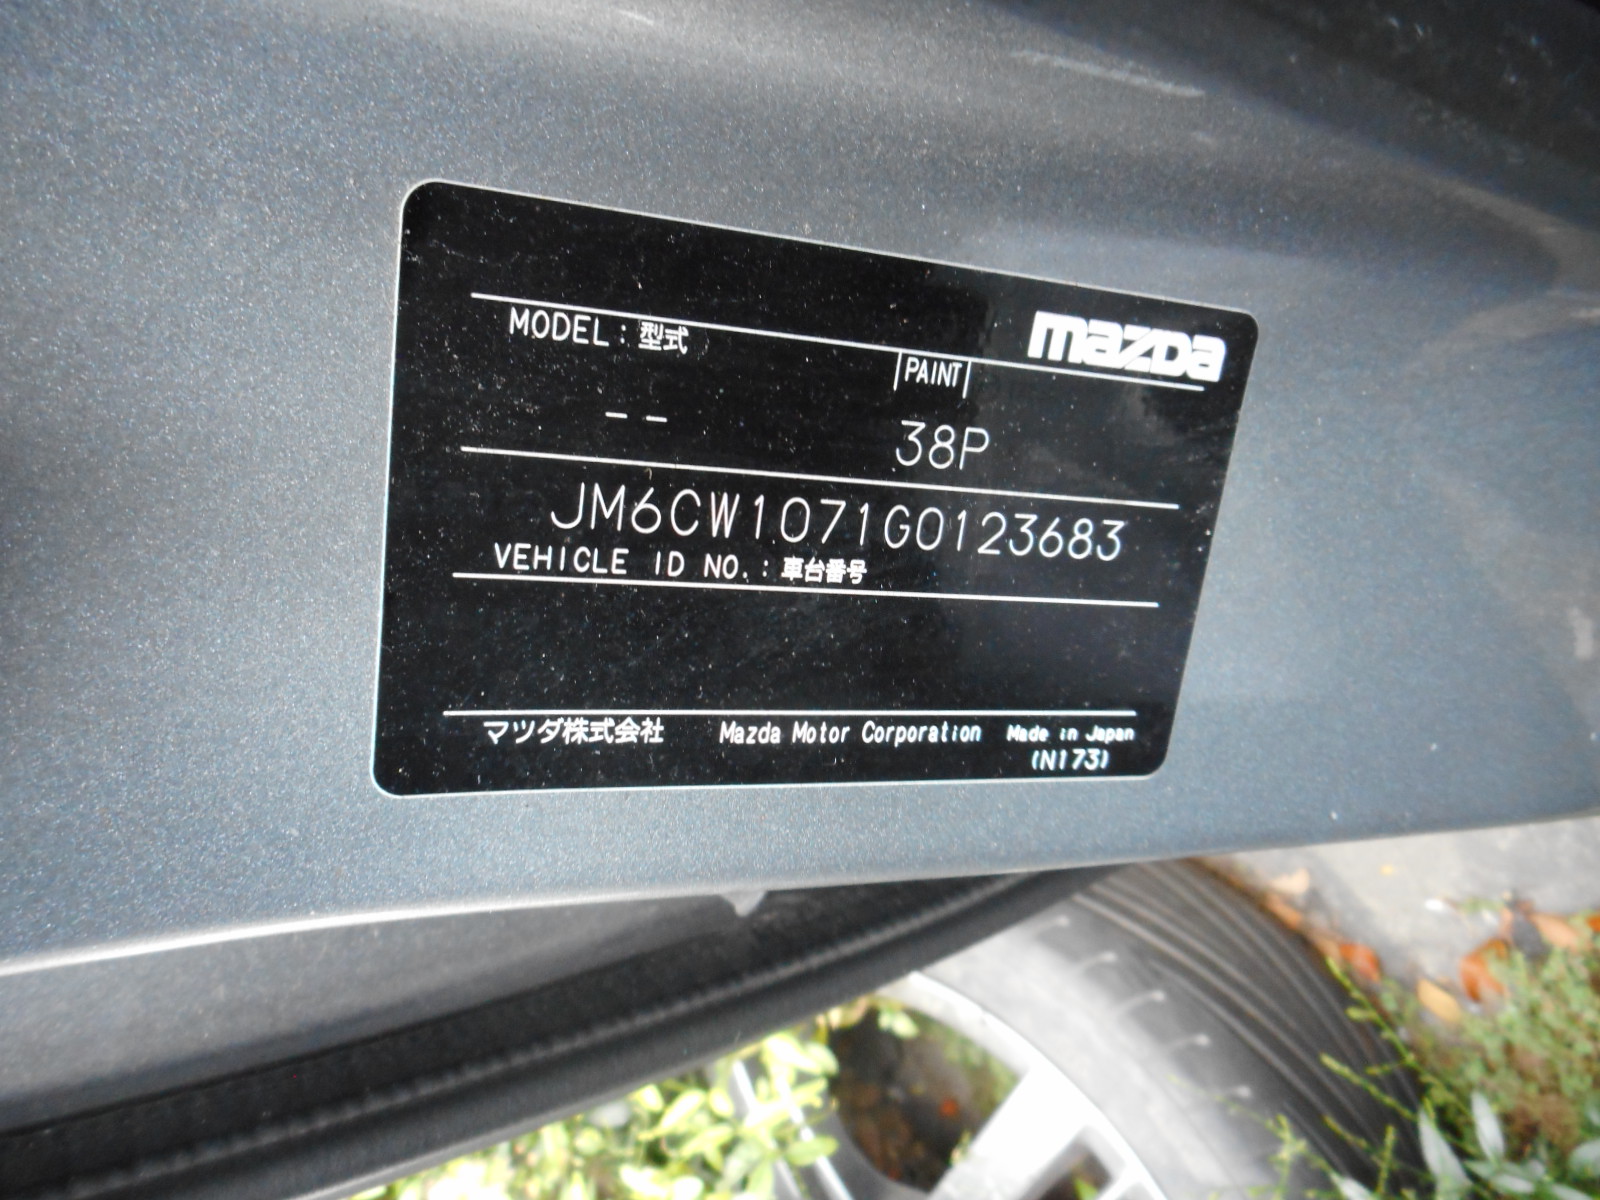 mazda
MODEL: 型式
PAINT
-- 38P
JM6CW1071G0123683
VEHICLE ID NO.: 車台番号
マツダ株式会社 Mazda Motor Corporation Made in Japan
(N173)